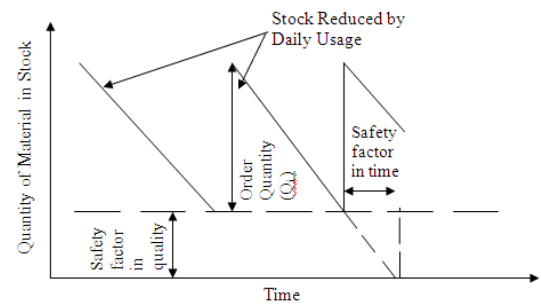 Stock Reduced by
Daily Usage
Quantity of Material in Stock
Safety
factor
in time
Order
Quantity
(Q.)
Safety
factor
in
quality
Time